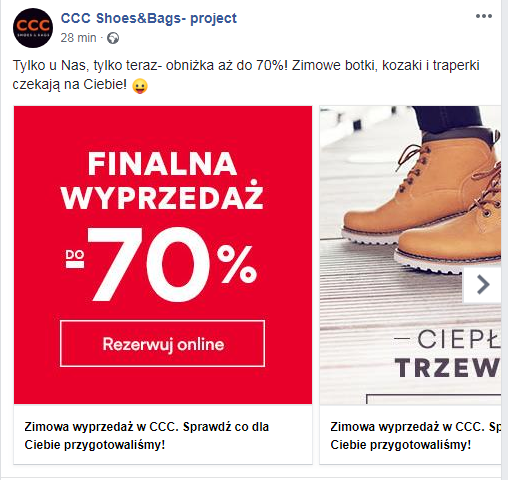 CCC
SHOES & BAGS
CCC Shoes&Bags- project
28 min ·
Tylko u Nas, tylko teraz- obniżka aż do 70%! Zimowe botki, kozaki i traperki
czekają na Ciebie!
FINALNA
WYPRZEDAŻ
DO
70%
Rezerwuj online
Zimowa wyprzedaż w CCC. Sprawdź co dla
Ciebie przygotowaliśmy!
CIEPŁ
TRZEW
Zimowa wyprzedaż w CCC. Sp
Ciebie przygotowaliśmy!